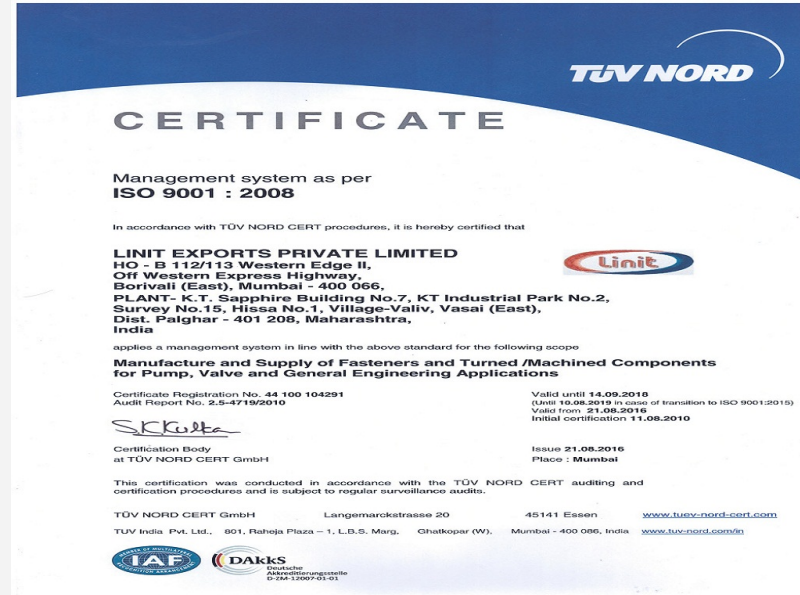 TÜV NORD
CERTIFICATE
Management system as per
ISO 9001 : 2008
In accordance with TÜV NORD CERT procedures, it is hereby certified that
LINIT EXPORTS PRIVATE LIMITED
HO - B 112/113 Western Edge II,
Off Western Express Highway,
Borivali (East), Mumbai - 400 066,
PLANT- K.T. Sapphire Building No.7, KT Industrial Park No.2,
Survey No.15, Hissa No.1, Village-Valiv, Vasai (East),
Dist. Palghar - 401 208, Maharashtra,
India
Linit
applies a management system in line with the above standard for the following scope
Manufacture and Supply of Fasteners and Turned /Machined Components
for Pump, Valve and General Engineering Applications
Certificate Registration No. 44 100 104291
Audit Report No. 2.5-4719/2010
Valid until 14.09.2018
(Until 10.08.2019 in case of transition to ISO 9001:2015)
Valid from 21.08.2016
Initial certification 11.08.2010
S.K.Kulka
Certification Body
at TÜV NORD CERT GmbH
Issue 21.08.2016
Place : Mumbai
This certification was conducted in accordance with the TÜV NORD CERT auditing and
certification procedures and is subject to regular surveillance audits.
TÜV NORD CERT GmbH Langemarckstrasse 20 45141 Essen www.tuev-nord-cert.com
TUV India Pvt. Ltd., 801, Raheja Plaza – 1, L.B.S. Marg, Ghatkopar (W), Mumbai - 400 086, India www.tuv-nord.com/in
MEMBER OF MULTILATERAL
IAF
RECOGNITION ARRANGEMENT
DAkkS
Deutsche
Akkreditierungsstelle
D-ZM-12007-01-01